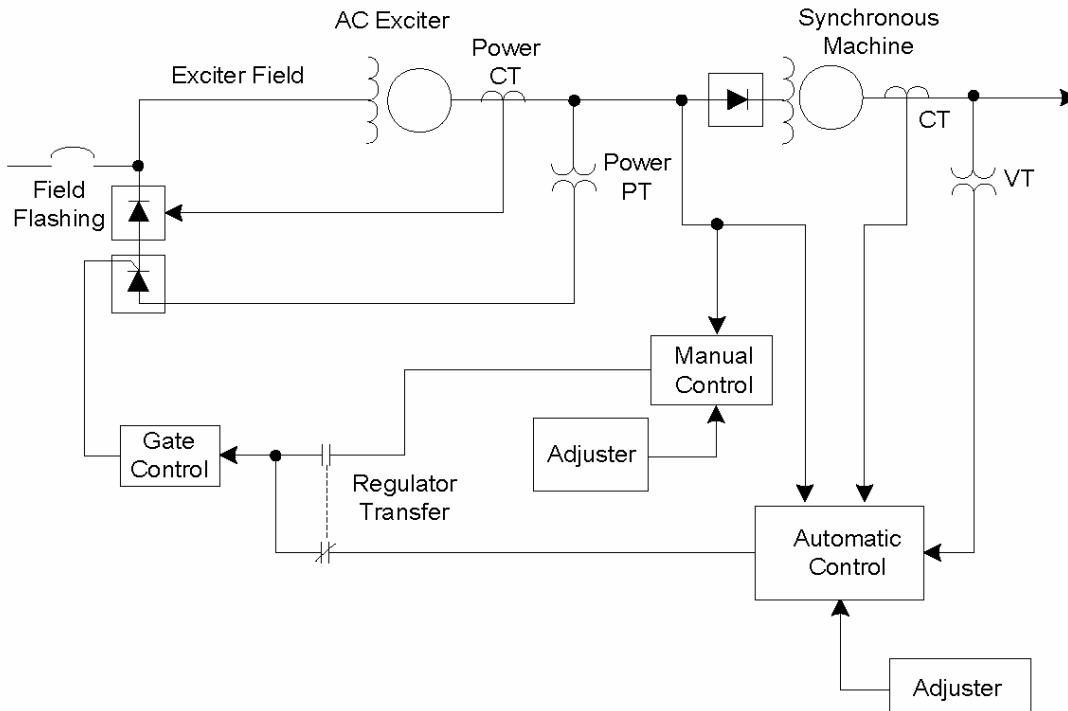 AC Exciter
Synchronous
Machine
Power
CT
Exciter Field
CT
Field
Flashing
Power
PT
VT
Manual
Control
Gate
Control
Adjuster
Regulator
Transfer
Automatic
Control
Adjuster